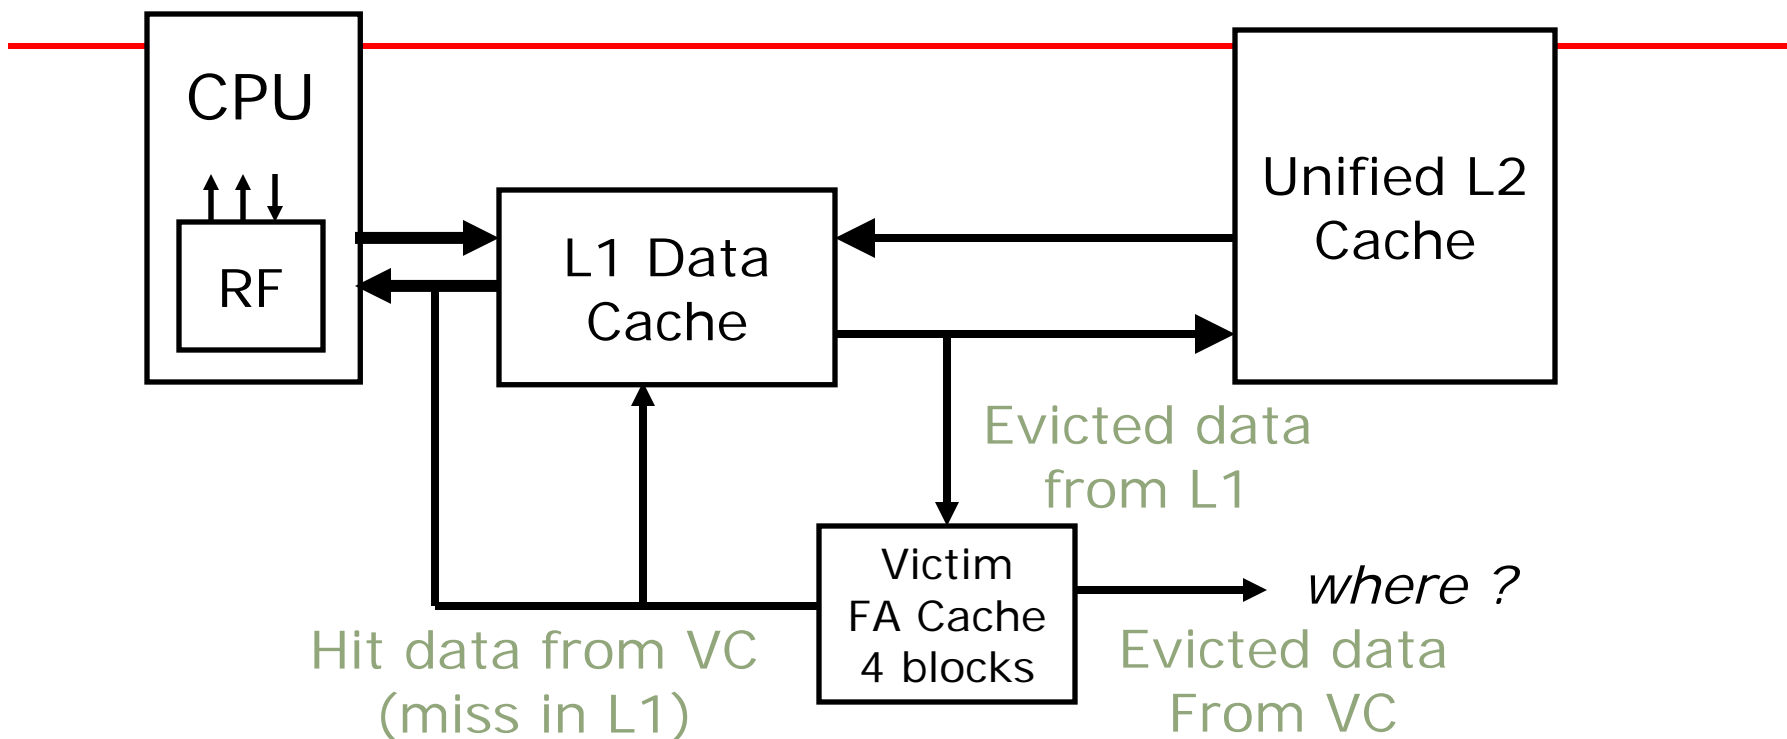 CPU
RF
L1 Data
Cache
Unified L2
Cache
Evicted data
from L1
Victim
FA Cache
4 blocks
where ?
Hit data from VC
(miss in L1)
Evicted data
From VC